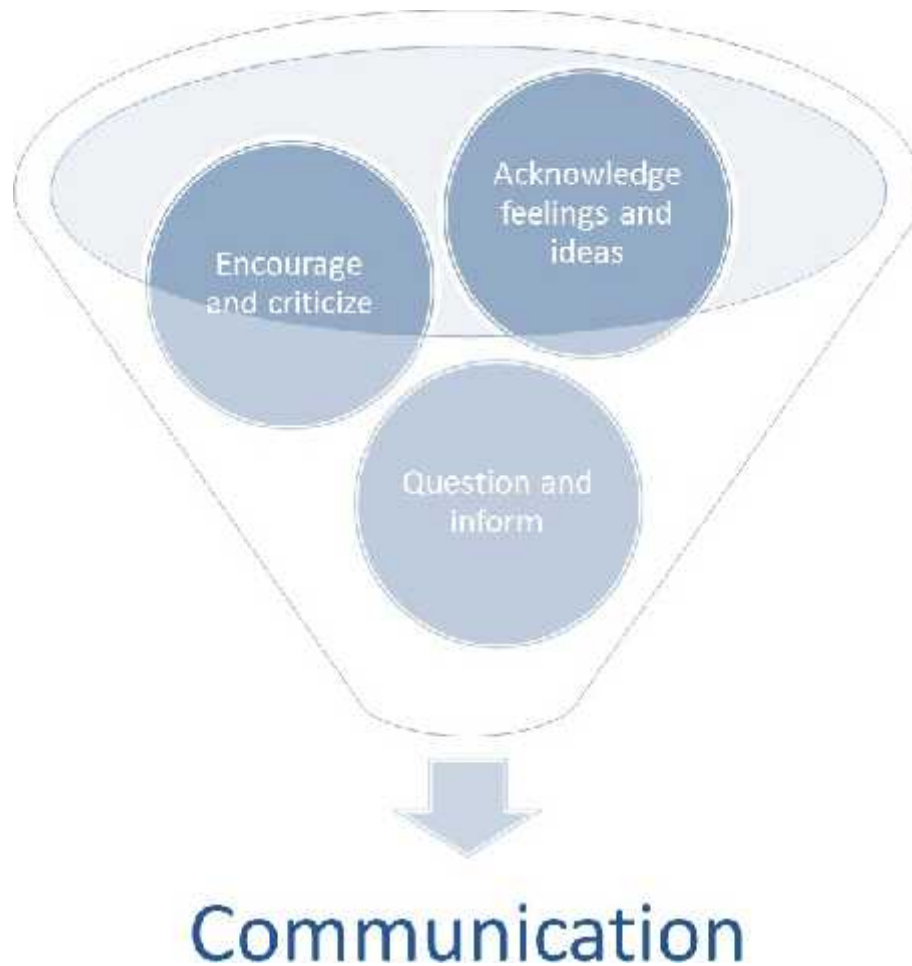 Acknowledge
feelings and
ideas
Encourage
and criticize
Question and
inform
Communication